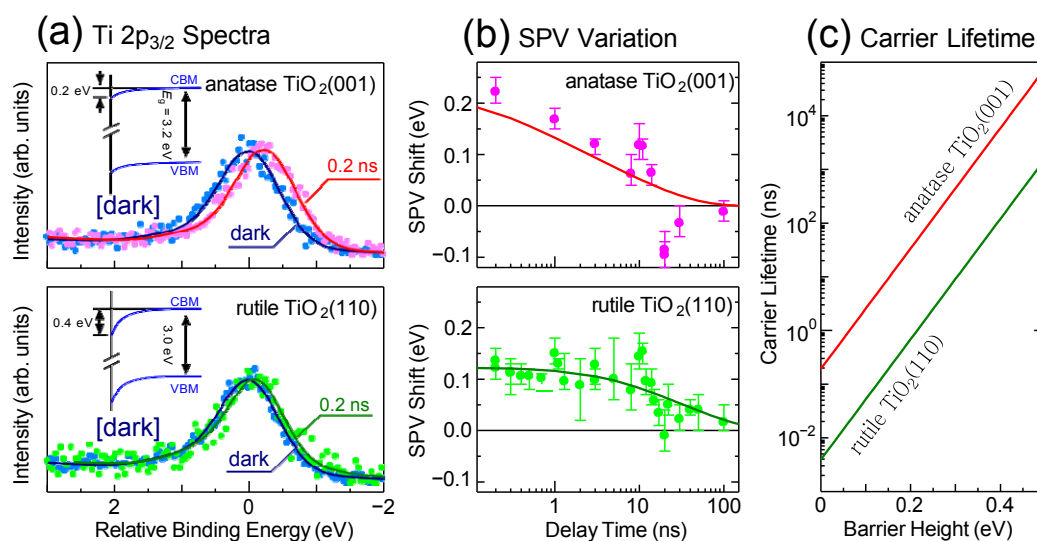 (a) Ti 2p3/2 Spectra
Intensity (arb. units)
anatase TiO2(001)
0.2 eV
CBM
Eg = 3.2 eV
VBM
[dark]
0.2 ns
dark
Intensity (arb. units)
rutile TiO2(110)
0.4 eV
CBM
3.0 eV
VBM
[dark]
0.2 ns
dark
2 1 0 −1 −2
Relative Binding Energy (eV)
(b) SPV Variation
SPV Shift (eV)
anatase TiO2(001)
0.2
0.1
0.0
−0.1
SPV Shift (eV)
rutile TiO2(110)
0.2
0.1
0.0
−0.1
1 10 100
Delay Time (ns)
(c) Carrier Lifetime
Carrier Lifetime (ns)
10^4
10^2
10^0
10^−2
anatase TiO2(001)
rutile TiO2(110)
0 0.2 0.4
Barrier Height (eV)